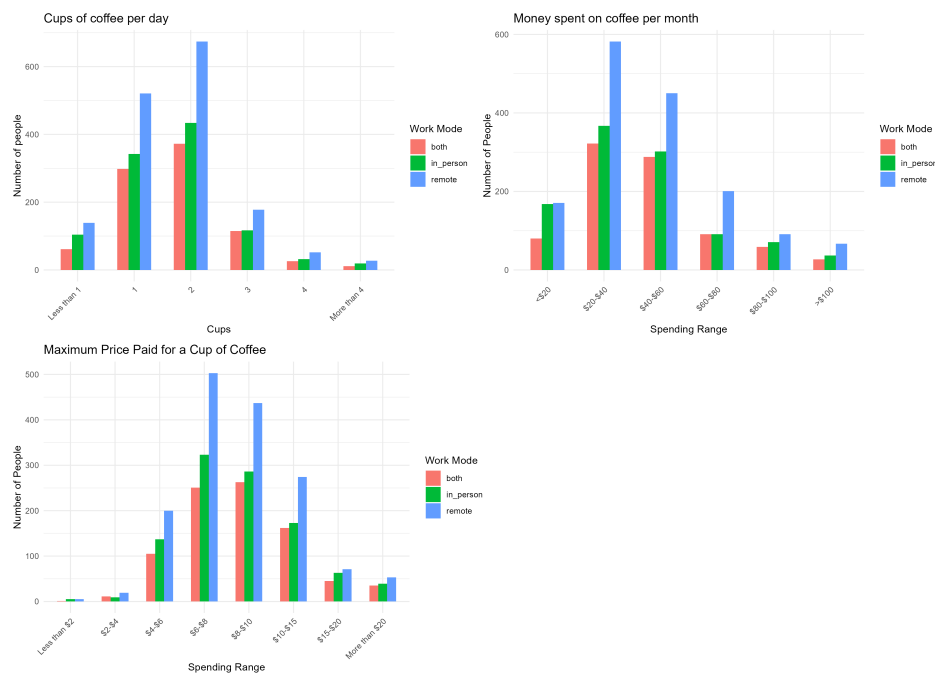 Cups of coffee per day
Number of people
600
400
200
0
Less than 1
1
2
3
4
More than 4
Cups
Work Mode
both
in_person
remote
Money spent on coffee per month
Number of People
600
400
200
0
<$20
$20-$40
$40-$60
$60-$80
$80-$100
>$100
Spending Range
Work Mode
both
in_person
remote
Maximum Price Paid for a Cup of Coffee
Number of People
500
400
300
200
100
0
Less than $2
$2-$4
$4-$6
$6-$8
$8-$10
$10-$15
$15-$20
More than $20
Spending Range
Work Mode
both
in_person
remote